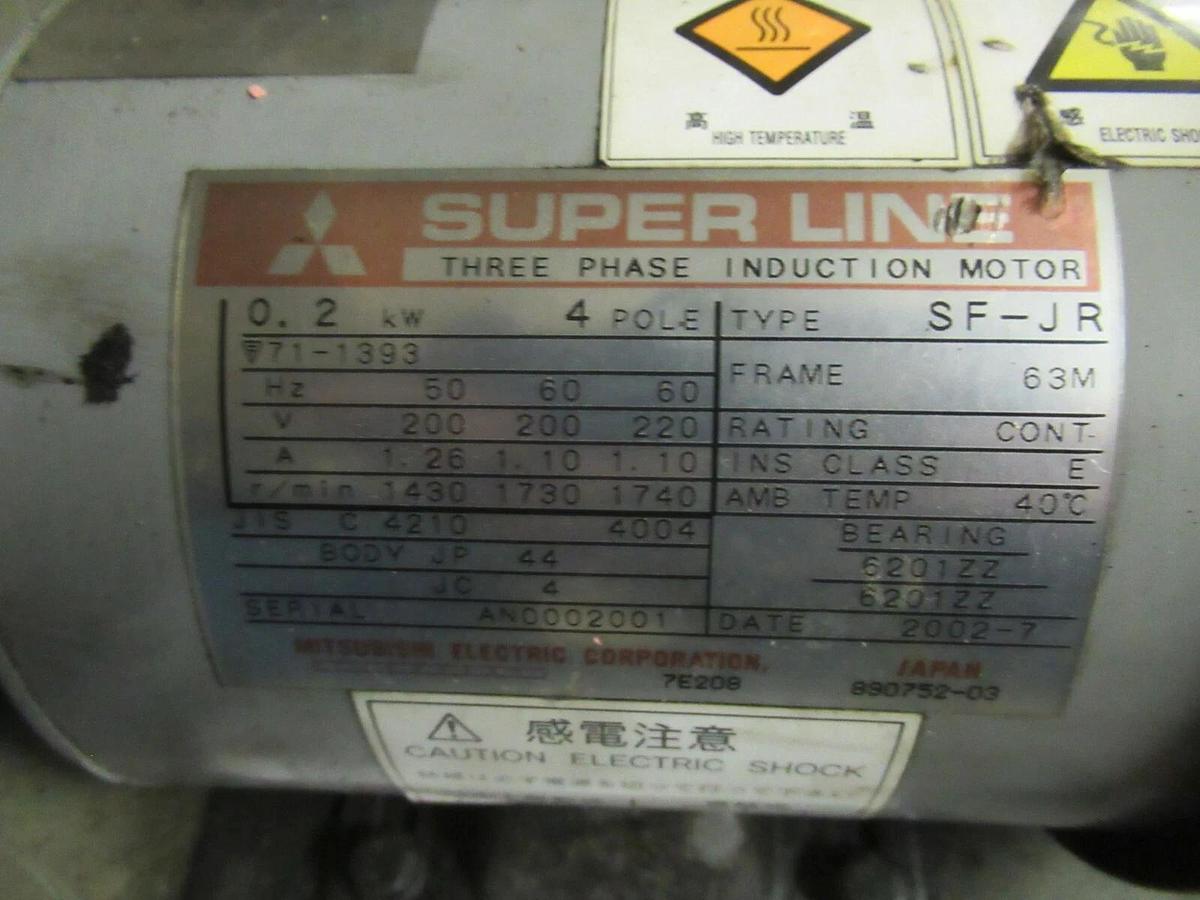 高 温
HIGH TEMPERATURE
感
ELECTRIC
SUPER LINE
THREE PHASE INDUCTION MOTOR
0.2 kW 4 POLE
71-1393
Hz 50 60 60
V 200 200 220
A 1.26 1.10 1.10
r/min 1430 1730 1740
JIS C 4210 4004
BODY JP 44
JC 4
SERIAL AN0002001
TYPE SF-JR
FRAME 63M
RATING CONT.
INS CLASS E
AMB TEMP 40℃
BEARING
6201ZZ
6201ZZ
DATE 2002-7
MITSUBISHI ELECTRIC CORPORATION. JAPAN
7E208 890752-03
感電注意
CAUTION ELECTRIC SHOCK